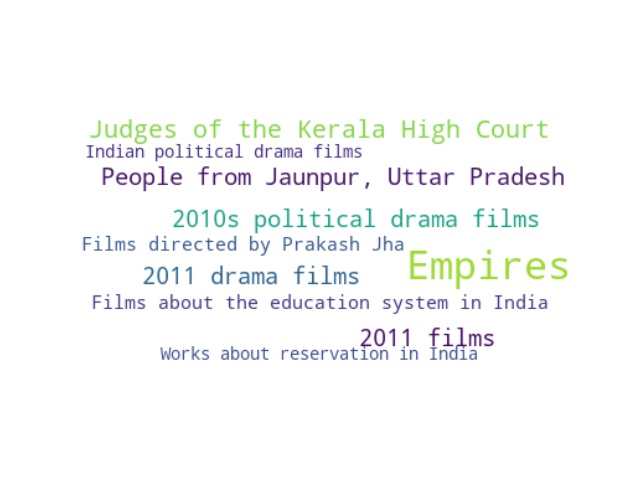 Judges of the Kerala High Court
Indian political drama films
People from Jaunpur, Uttar Pradesh
2010s political drama films
Films directed by Prakash Jha
Empires
2011 drama films
Films about the education system in India
2011 films
Works about reservation in India